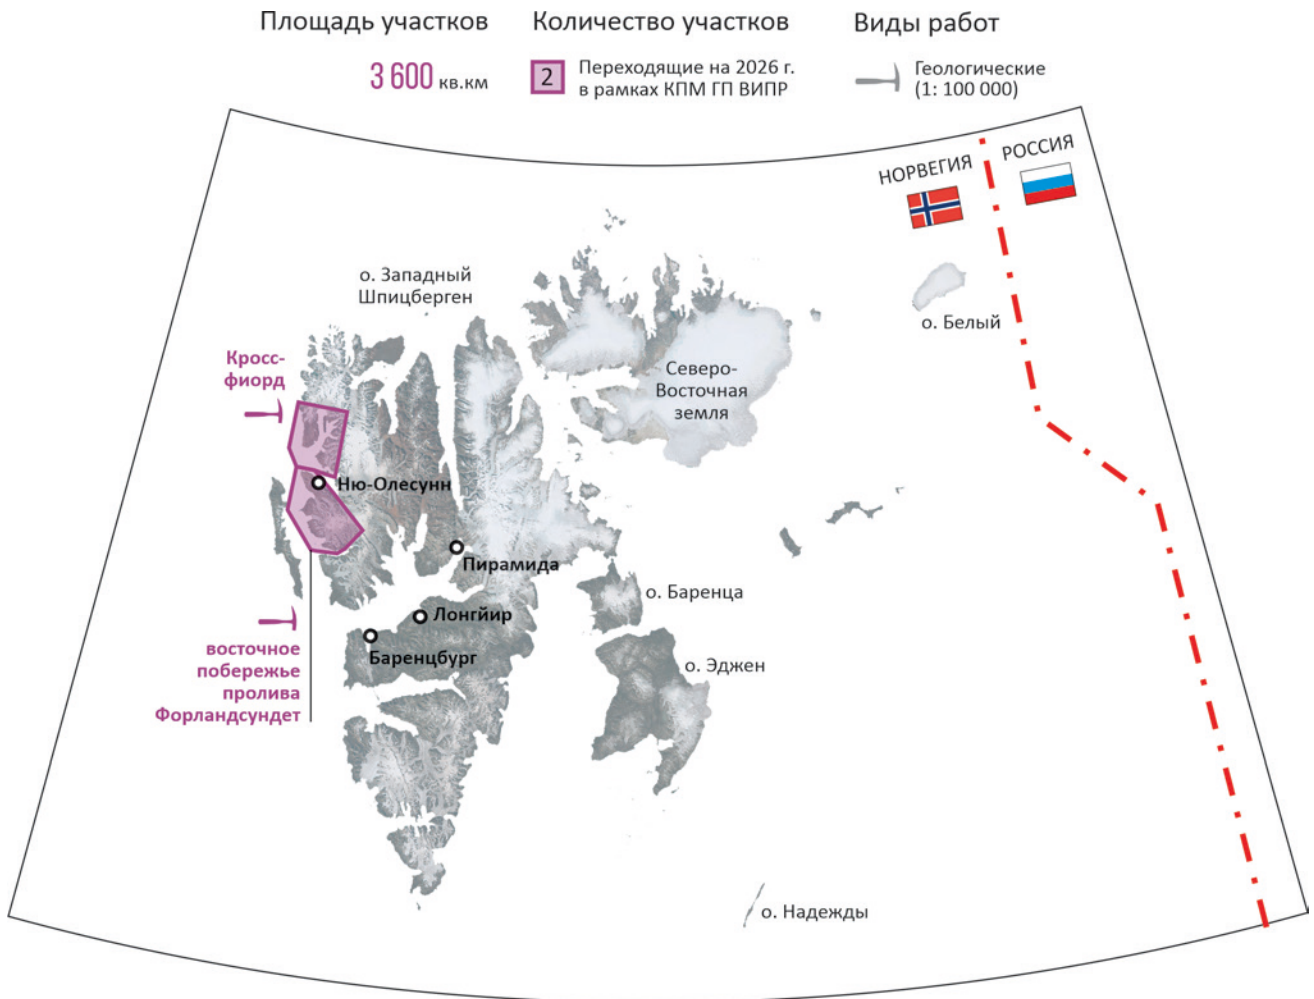 Площадь участков
Количество участков
Виды работ
3 600 кв.км
2
Переходящие на 2026 г.
в рамках КПМ ГП ВИПР
Геологические
(1: 100 000)
НОРВЕГИЯ
РОССИЯ
о. Западный
Шпицберген
о. Белый
Кросс-
фиорд
Северо-
Восточная
земля
Ню-Олесунн
Пирамида
о. Баренца
Лонгйир
Баренцбург
о. Эджен
восточное
побережье
пролива
Форландсундет
о. Надежды